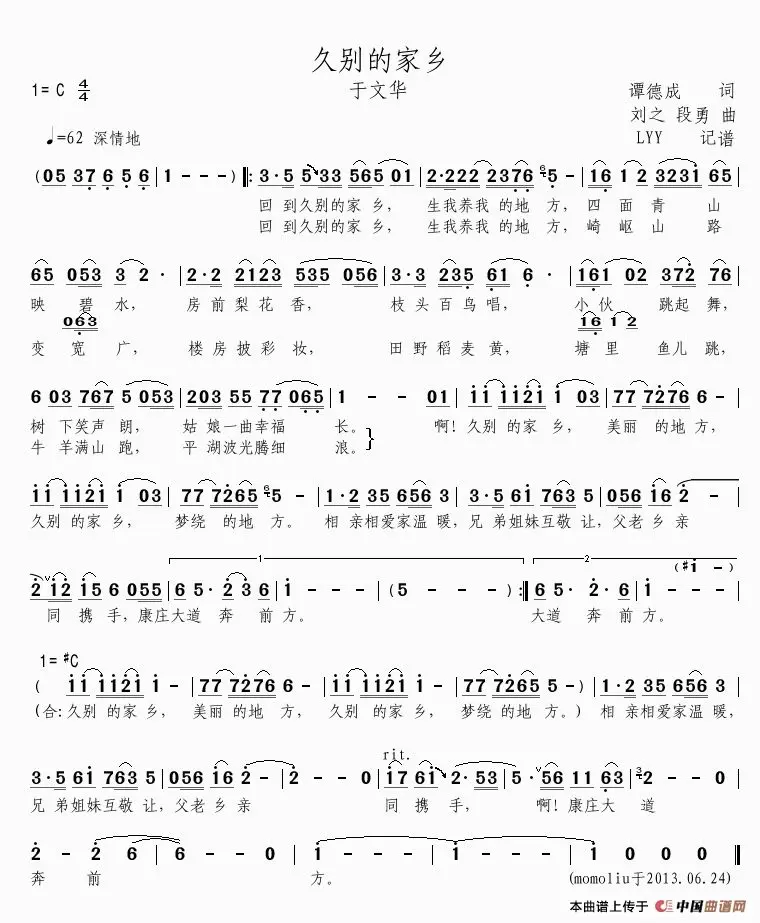 久别的家乡
1= C 4/4 于文华 谭德成 词
刘之 段勇 曲
♩=62 深情地 LYY 记谱
(05 37 6 5 6 | 1 - - ) ‖: 3·5 533 565 01 | 2·222 2376 5· - | 16 1 2 3231 65 |
回 到久别的家 乡， 生我养我 的地 方， 四 面 青 山
回 到久别的家 乡， 生我养我 的地 方， 崎 岖 山 路
65 053 3 2· | 2·2 2123 535 056 | 3·3 235 61 6· | 161 02 372 76 |
映 碧 水， 房 前 梨 花 香， 枝 头 百 鸟 唱， 小 伙 跳起 舞，
063 16 1 2
变 宽 广， 楼 房 披 彩 妆， 田 野 稻 麦 黄， 塘 里 鱼儿 跳，
6 03 767 5 053 | 203 55 77 065 | 1 - - 01 | 11 1121 1 03 | 77 7276 6 - |
树 下笑声 朗， 姑 娘一曲幸福 长。 啊！久别 的家 乡， 美丽 的地方，
牛 羊满山 跑， 平 湖波光腾细 浪。}
11 1121 1 03 | 77 7265 5 - | 1·2 35 656 3 | 3·5 61 763 5 | 056 16 2 - |
久别 的家 乡， 梦绕 的地 方。 相 亲相爱家温 暖，兄 弟姐妹互敬 让，父老 乡 亲
1 2 (#1 - )
2 12 15 6 055 | 6 5· 2 3 6 | 1 - - - | (5 - - -) :‖ 6 5· 2· 6 | 1 - - - |
同 携 手，康庄大道 奔 前 方。 大道 奔 前 方。
1= #C
( 11 1121 1 - | 77 7276 6 - | 11 1121 1 - | 77 7265 5 - ) | 1·2 35 656 3 |
(合:久别 的家 乡， 美丽 的地 方， 久别 的家 乡， 梦绕 的地方。) 相 亲相爱家温 暖，
rit.
3·5 61 763 5 | 056 16 2 - | 2 - - 0 | 17 61 2·53 | 5· 56 11 63 | 2 - - 0 |
兄 弟姐妹互敬 让，父老 乡 亲 同 携 手， 啊！康庄大 道
2 - 2 6 | 6 - - 0 | 1 - - - | 1 - - - | 1 0 0 0 ‖
奔 前 方。 (momoliu于2013.06.24)
本曲谱上传于 中国曲谱网